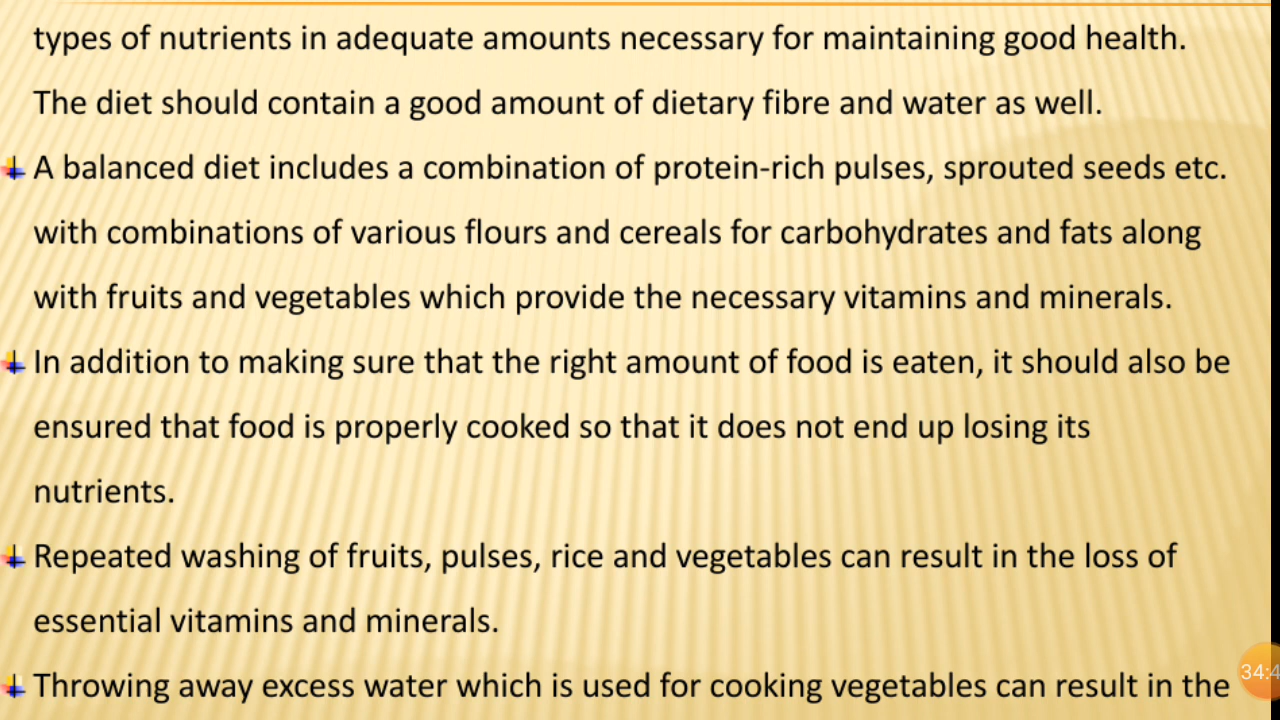 types of nutrients in adequate amounts necessary for maintaining good health.
The diet should contain a good amount of dietary fibre and water as well.
A balanced diet includes a combination of protein-rich pulses, sprouted seeds etc.
with combinations of various flours and cereals for carbohydrates and fats along
with fruits and vegetables which provide the necessary vitamins and minerals.
In addition to making sure that the right amount of food is eaten, it should also be
ensured that food is properly cooked so that it does not end up losing its
nutrients.
Repeated washing of fruits, pulses, rice and vegetables can result in the loss of
essential vitamins and minerals.
Throwing away excess water which is used for cooking vegetables can result in the